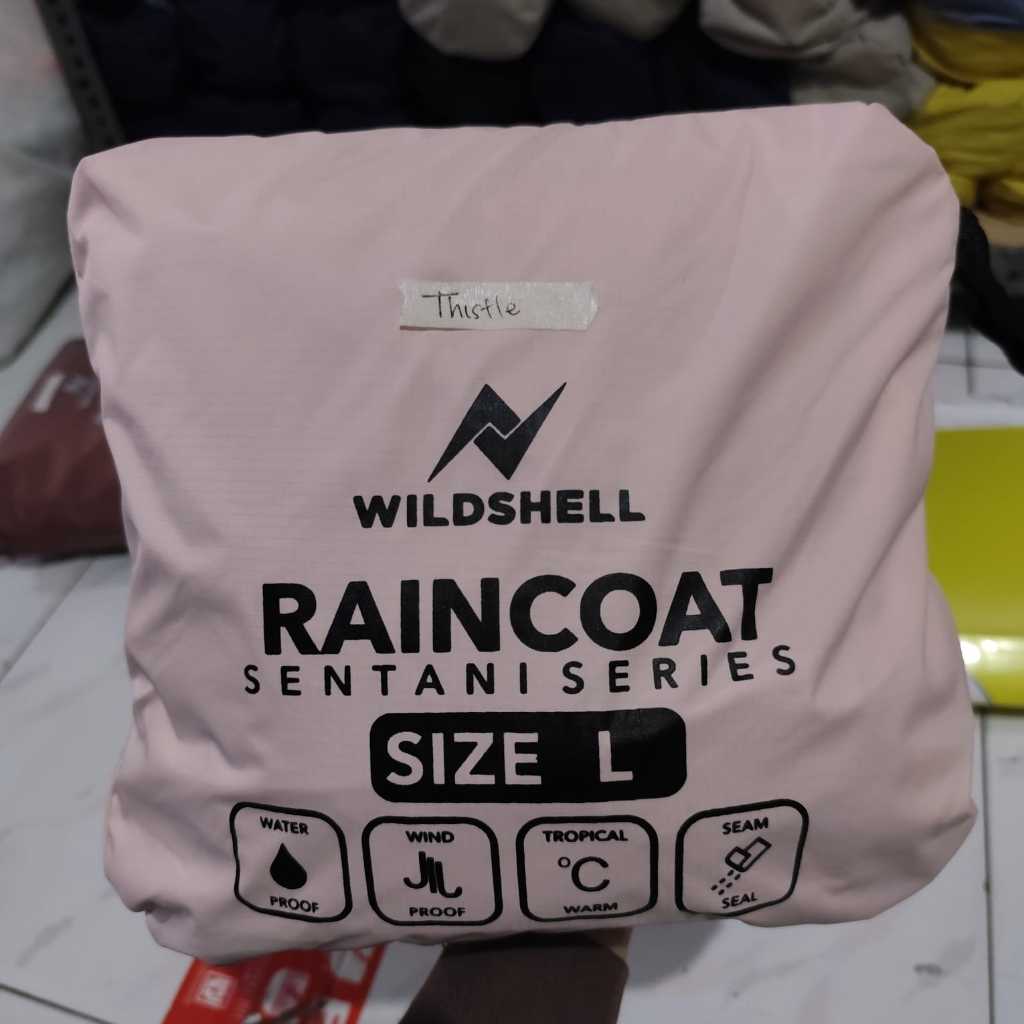 Thistle
WILDSHELL
RAINCOAT
SENTANI SERIES
SIZE L
WATER PROOF
WIND PROOF
TROPICAL °C WARM
SEAM SEAL